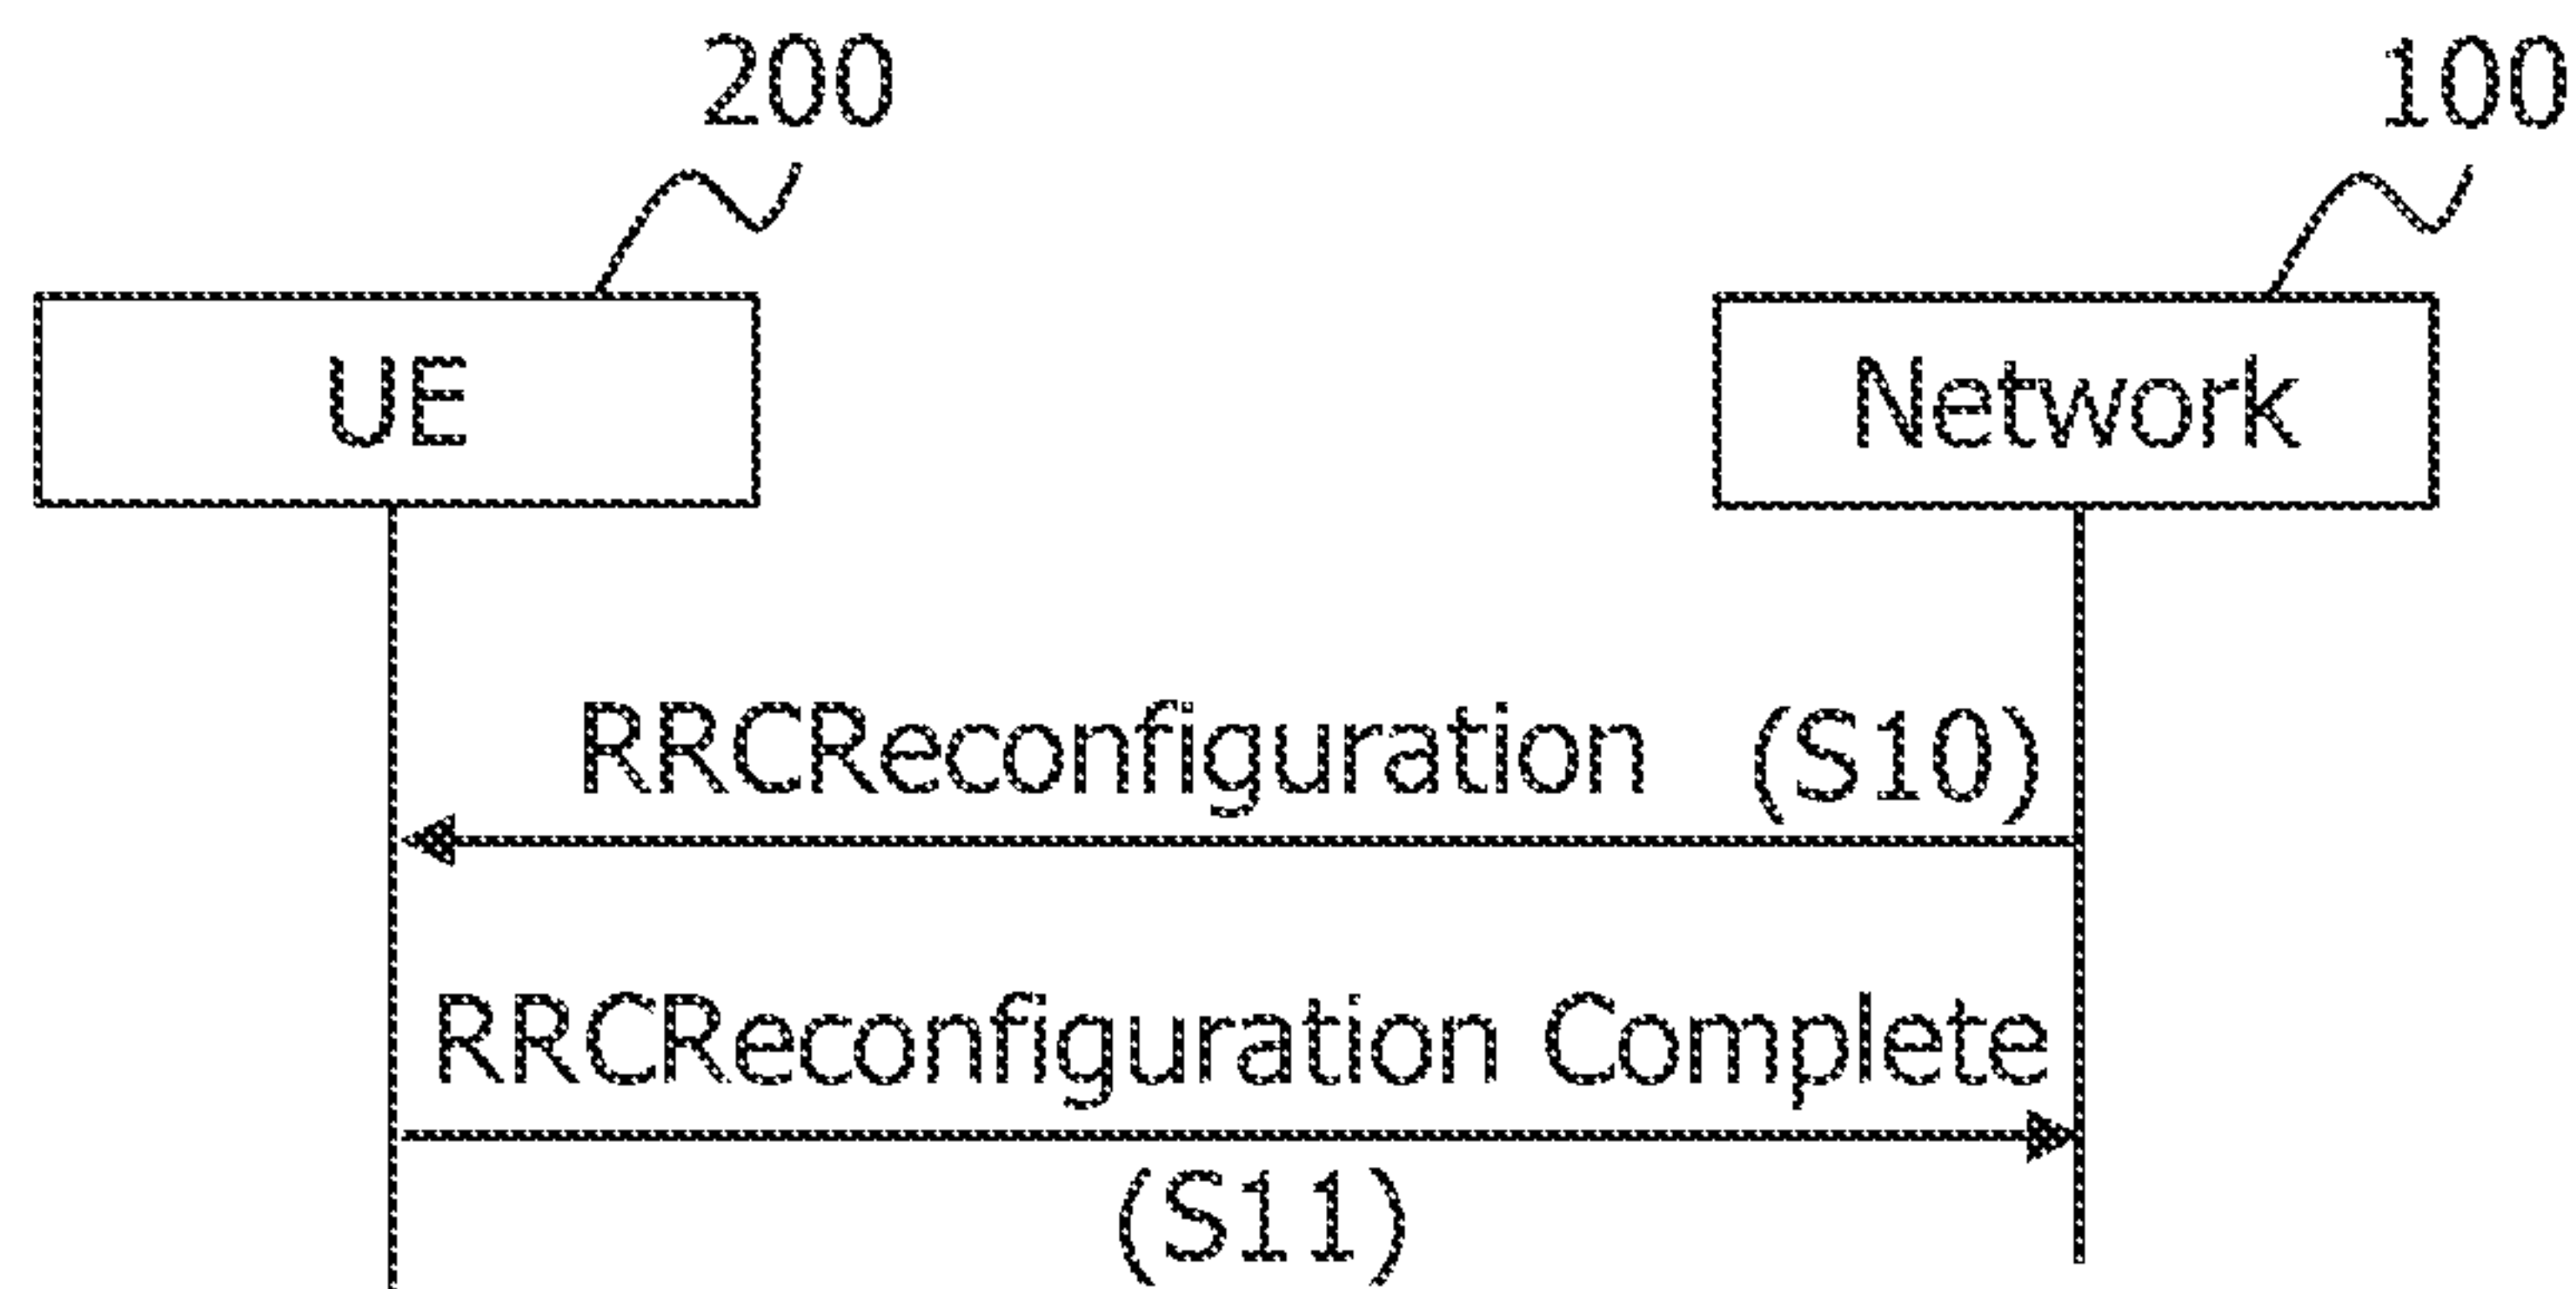 200
100
UE
Network
RRCReconfiguration (S10)
RRCReconfiguration Complete
(S11)